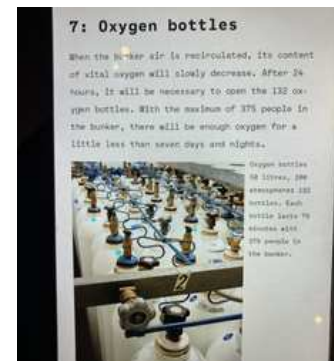 7: Oxygen bottles
When the bunker air is recirculated, its content
of vital oxygen will slowly decrease. After 24
hours, it will be necessary to open the 132 ox-
ygen bottles. With the maximum of 375 people in
the bunker, there will be enough oxygen for a
little less than seven days and nights.
Oxygen bottles
50 litres, 200
atmospheres 132
bottles. Each
bottle lasts 75
minutes with
375 people in
the bunker.
2